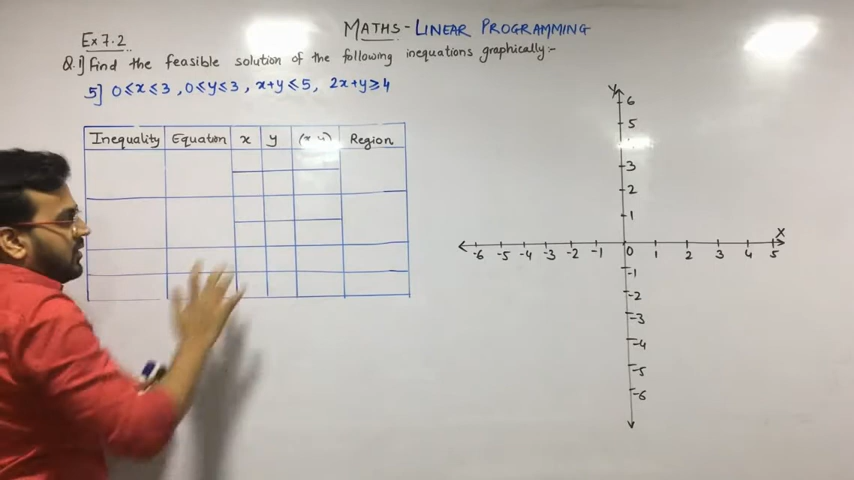 MATHS - LINEAR PROGRAMMING
Ex 7.2
Q.1] Find the feasible solution of the following inequations graphically:-
5] 0≤x≤3 , 0≤y≤3 , x+y≤5 , 2x+y≥4
Inequality Equation x y (x, y) Region
Y
6
5
3
2
1
X
-6 -5 -4 -3 -2 -1 0 1 2 3 4 5
-1
-2
-3
-4
-5
-6